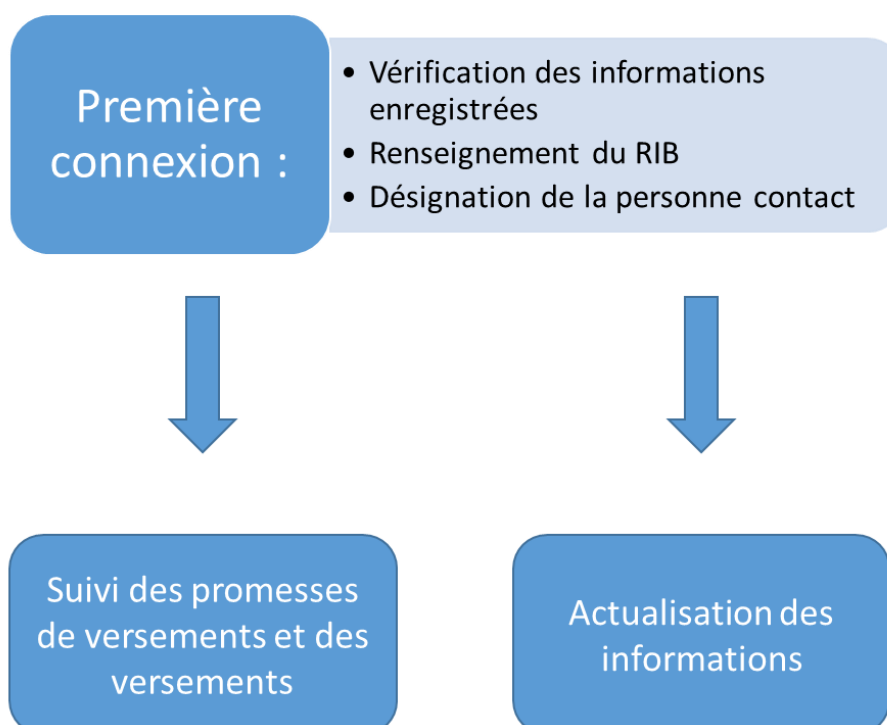 Première
connexion :
• Vérification des informations
enregistrées
• Renseignement du RIB
• Désignation de la personne contact
Suivi des promesses
de versements et des
versements
Actualisation des
informations